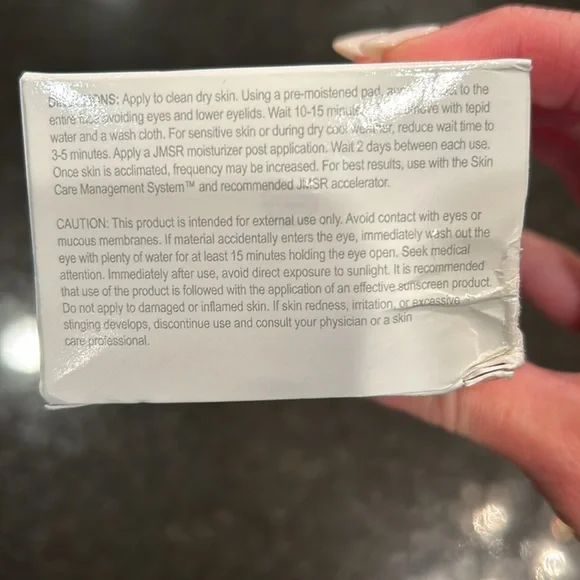 Apply to clean dry skin. Using a pre-moistened pad, to the
entire avoiding eyes and lower eyelids. Wait 10-15 with tepid
water and a wash cloth. For sensitive skin or during dry cool weather, reduce wait time to
3-5 minutes. Apply a JMSR moisturizer post application. Wait 2 days between each use.
Once skin is acclimated, frequency may be increased. For best results, use with the Skin
Care Management System™ and recommended JMSR accelerator.
CAUTION: This product is intended for external use only. Avoid contact with eyes or
mucous membranes. If material accidentally enters the eye, immediately wash out the
eye with plenty of water for at least 15 minutes holding the eye open. Seek medical
attention. Immediately after use, avoid direct exposure to sunlight. It is recommended
that use of the product is followed with the application of an effective sunscreen product.
Do not apply to damaged or inflamed skin. If skin redness, irritation, or excessive
stinging develops, discontinue use and consult your physician or a skin
care professional.